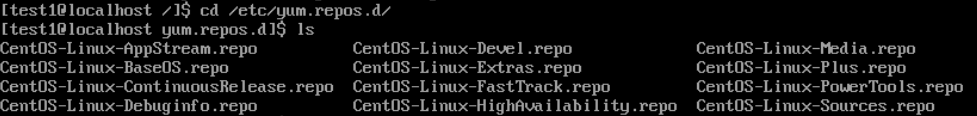 [test1@localhost /]$ cd /etc/yum.repos.d/
[test1@localhost yum.repos.d]$ ls
CentOS-Linux-AppStream.repo CentOS-Linux-Devel.repo CentOS-Linux-Media.repo
CentOS-Linux-BaseOS.repo CentOS-Linux-Extras.repo CentOS-Linux-Plus.repo
CentOS-Linux-ContinuousRelease.repo CentOS-Linux-FastTrack.repo CentOS-Linux-PowerTools.repo
CentOS-Linux-Debuginfo.repo CentOS-Linux-HighAvailability.repo CentOS-Linux-Sources.repo